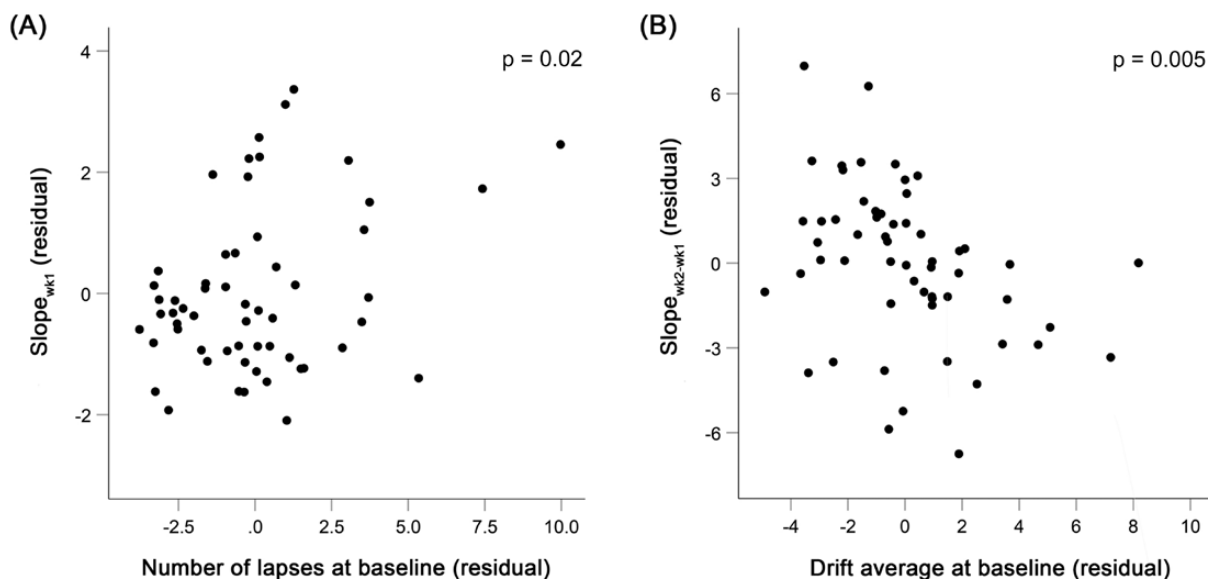 (A)
p = 0.02
4
2
0
-2
Slopewk1 (residual)
-2.5
.0
2.5
5.0
7.5
10.0
Number of lapses at baseline (residual)
(B)
p = 0.005
6
3
0
-3
-6
Slopewk2-wk1 (residual)
-4
-2
0
2
4
6
8
10
Drift average at baseline (residual)